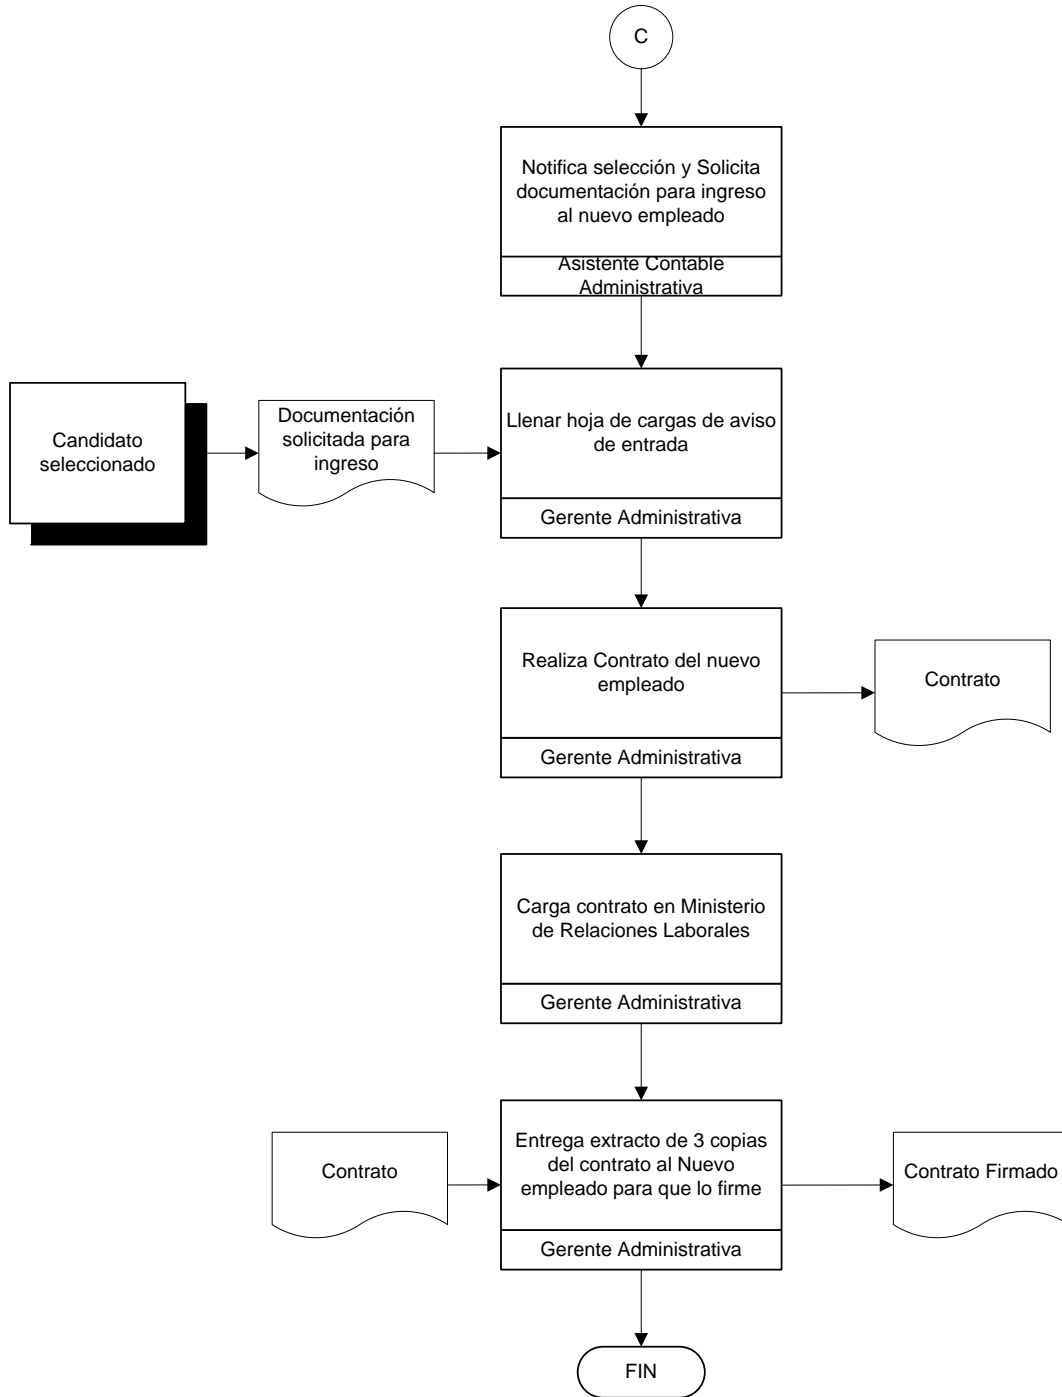 C
Notifica selección y Solicita
documentación para ingreso
al nuevo empleado
Asistente Contable
Administrativa
Candidato
seleccionado
Documentación
solicitada para
ingreso
Llenar hoja de cargas de aviso
de entrada
Gerente Administrativa
Realiza Contrato del nuevo
empleado
Gerente Administrativa
Contrato
Carga contrato en Ministerio
de Relaciones Laborales
Gerente Administrativa
Contrato
Entrega extracto de 3 copias
del contrato al Nuevo
empleado para que lo firme
Gerente Administrativa
Contrato Firmado
FIN